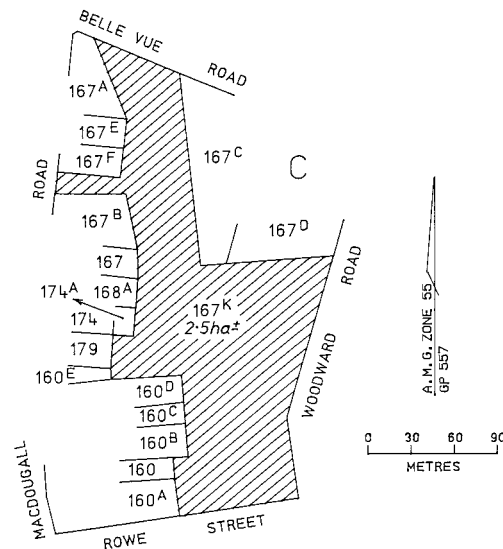 BELLE VUE ROAD
167A
167E
167F
167C
C
ROAD
167B
167D
167
174A
168A
167K
2·5ha±
174
179
160E
160D
160C
160B
160
160A
ROAD
WOODWARD
MACDOUGALL
ROWE STREET
A.M.G. ZONE 55
GP 557
0 30 60 90
METRES